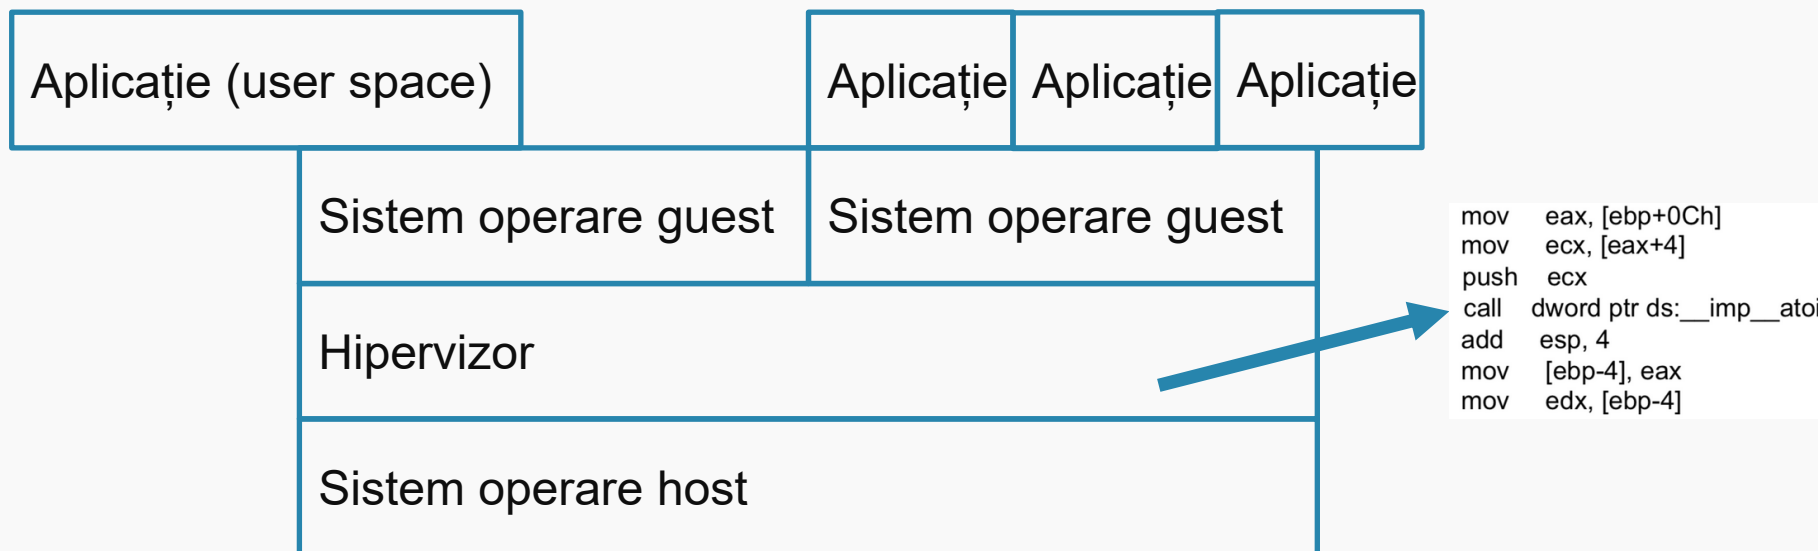 Aplicație (user space)
Aplicație
Aplicație
Aplicație
Sistem operare guest
Sistem operare guest
Hipervizor
Sistem operare host
mov eax, [ebp+0Ch]
mov ecx, [eax+4]
push ecx
call dword ptr ds:__imp__atoi
add esp, 4
mov [ebp-4], eax
mov edx, [ebp-4]